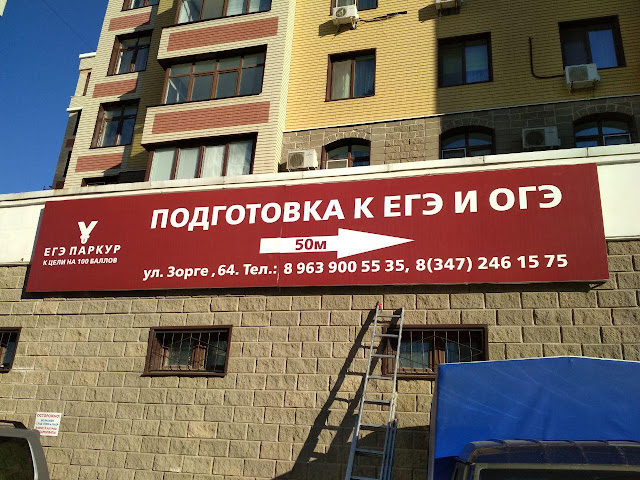 ПОДГОТОВКА К ЕГЭ И ОГЭ
50м
ул. Зорге ,64. Тел.: 8 963 900 55 35, 8(347) 246 15 75
ЕГЭ ПАРКУР
К ЦЕЛИ НА 100 БАЛЛОВ
ОСТОРОЖНО